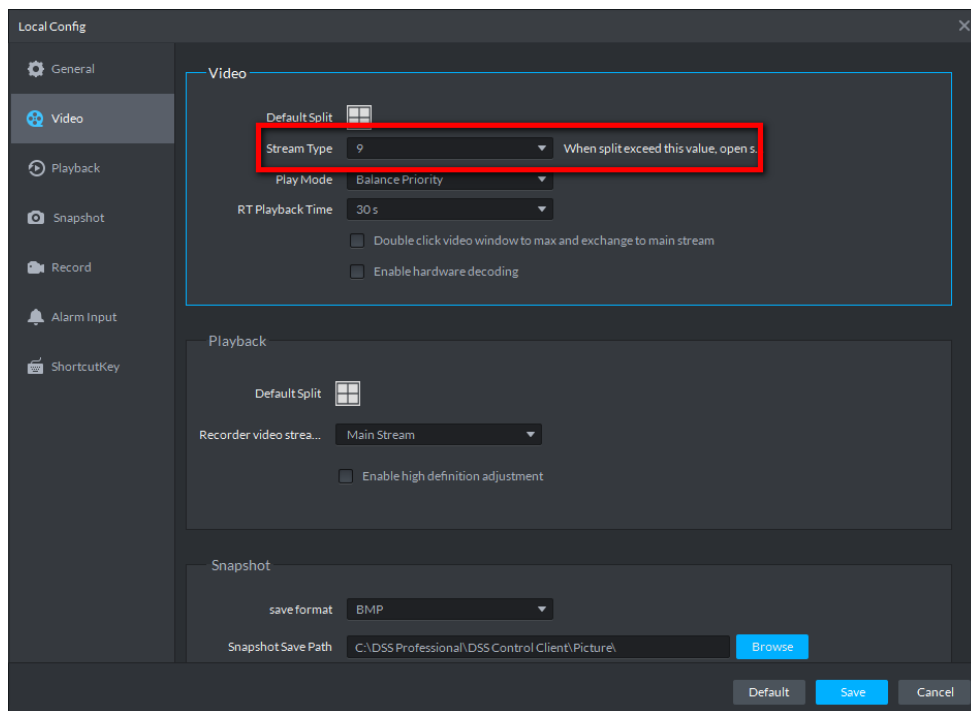 Local Config
General
Video
Playback
Snapshot
Record
Alarm Input
ShortcutKey
Video
Default Split
Stream Type 9 When split exceed this value, open s.
Play Mode Balance Priority
RT Playback Time 30 s
Double click video window to max and exchange to main stream
Enable hardware decoding
Playback
Default Split
Recorder video strea... Main Stream
Enable high definition adjustment
Snapshot
save format BMP
Snapshot Save Path C:\DSS Professional\DSS Control Client\Picture\ Browse
Default Save Cancel